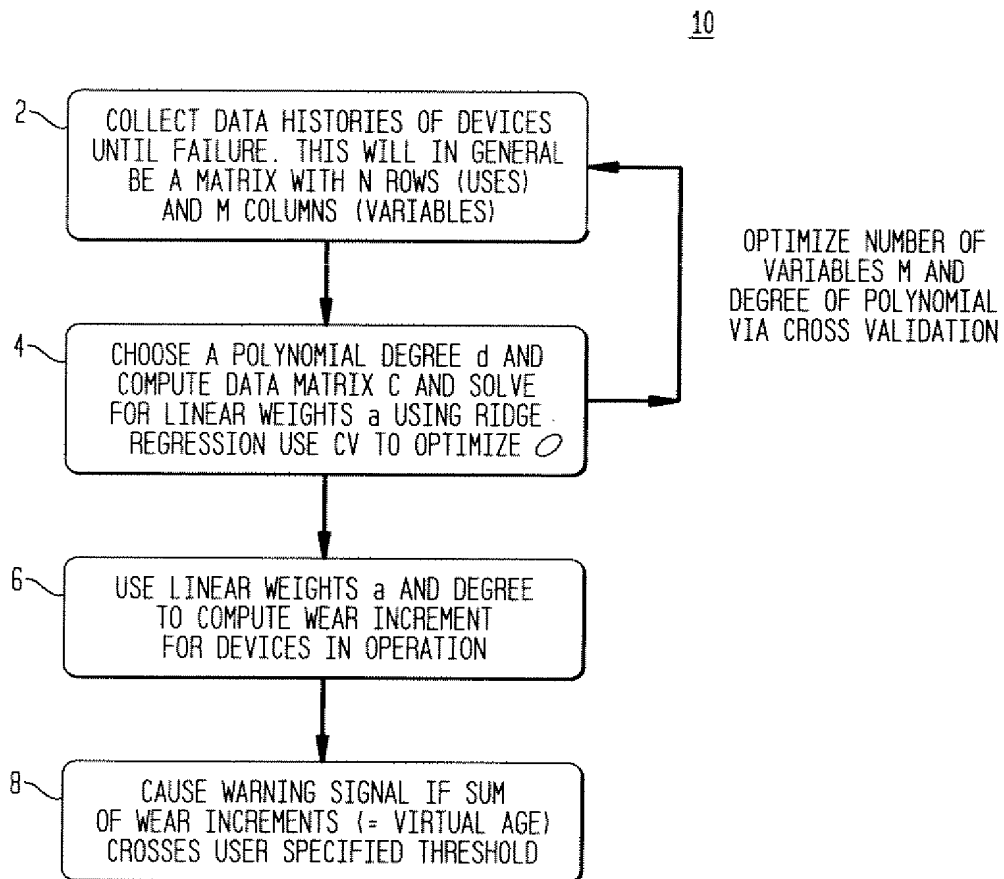 10
2
COLLECT DATA HISTORIES OF DEVICES
UNTIL FAILURE. THIS WILL IN GENERAL
BE A MATRIX WITH N ROWS (USES)
AND M COLUMNS (VARIABLES)
OPTIMIZE NUMBER OF
VARIABLES M AND
DEGREE OF POLYNOMIAL
VIA CROSS VALIDATION
4
CHOOSE A POLYNOMIAL DEGREE d AND
COMPUTE DATA MATRIX C AND SOLVE
FOR LINEAR WEIGHTS a USING RIDGE
REGRESSION USE CV TO OPTIMIZE
6
USE LINEAR WEIGHTS a AND DEGREE
TO COMPUTE WEAR INCREMENT
FOR DEVICES IN OPERATION
8
CAUSE WARNING SIGNAL IF SUM
OF WEAR INCREMENTS (= VIRTUAL AGE)
CROSSES USER SPECIFIED THRESHOLD